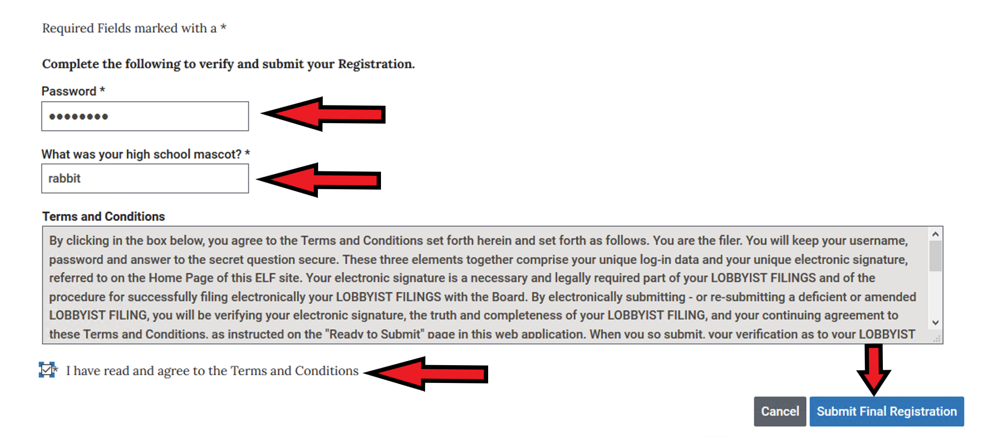 Required Fields marked with a *
Complete the following to verify and submit your Registration.
Password *
••••••••
What was your high school mascot? *
rabbit
Terms and Conditions
By clicking in the box below, you agree to the Terms and Conditions set forth herein and set forth as follows. You are the filer. You will keep your username,
password and answer to the secret question secure. These three elements together comprise your unique log-in data and your unique electronic signature,
referred to on the Home Page of this ELF site. Your electronic signature is a necessary and legally required part of your LOBBYIST FILINGS and of the
procedure for successfully filing electronically your LOBBYIST FILINGS with the Board. By electronically submitting - or re-submitting a deficient or amended
LOBBYIST FILING, you will be verifying your electronic signature, the truth and completeness of your LOBBYIST FILING, and your continuing agreement to
these Terms and Conditions, as instructed on the "Ready to Submit" page in this web application. When you so submit, your verification as to your LOBBYIST
* I have read and agree to the Terms and Conditions
Cancel Submit Final Registration